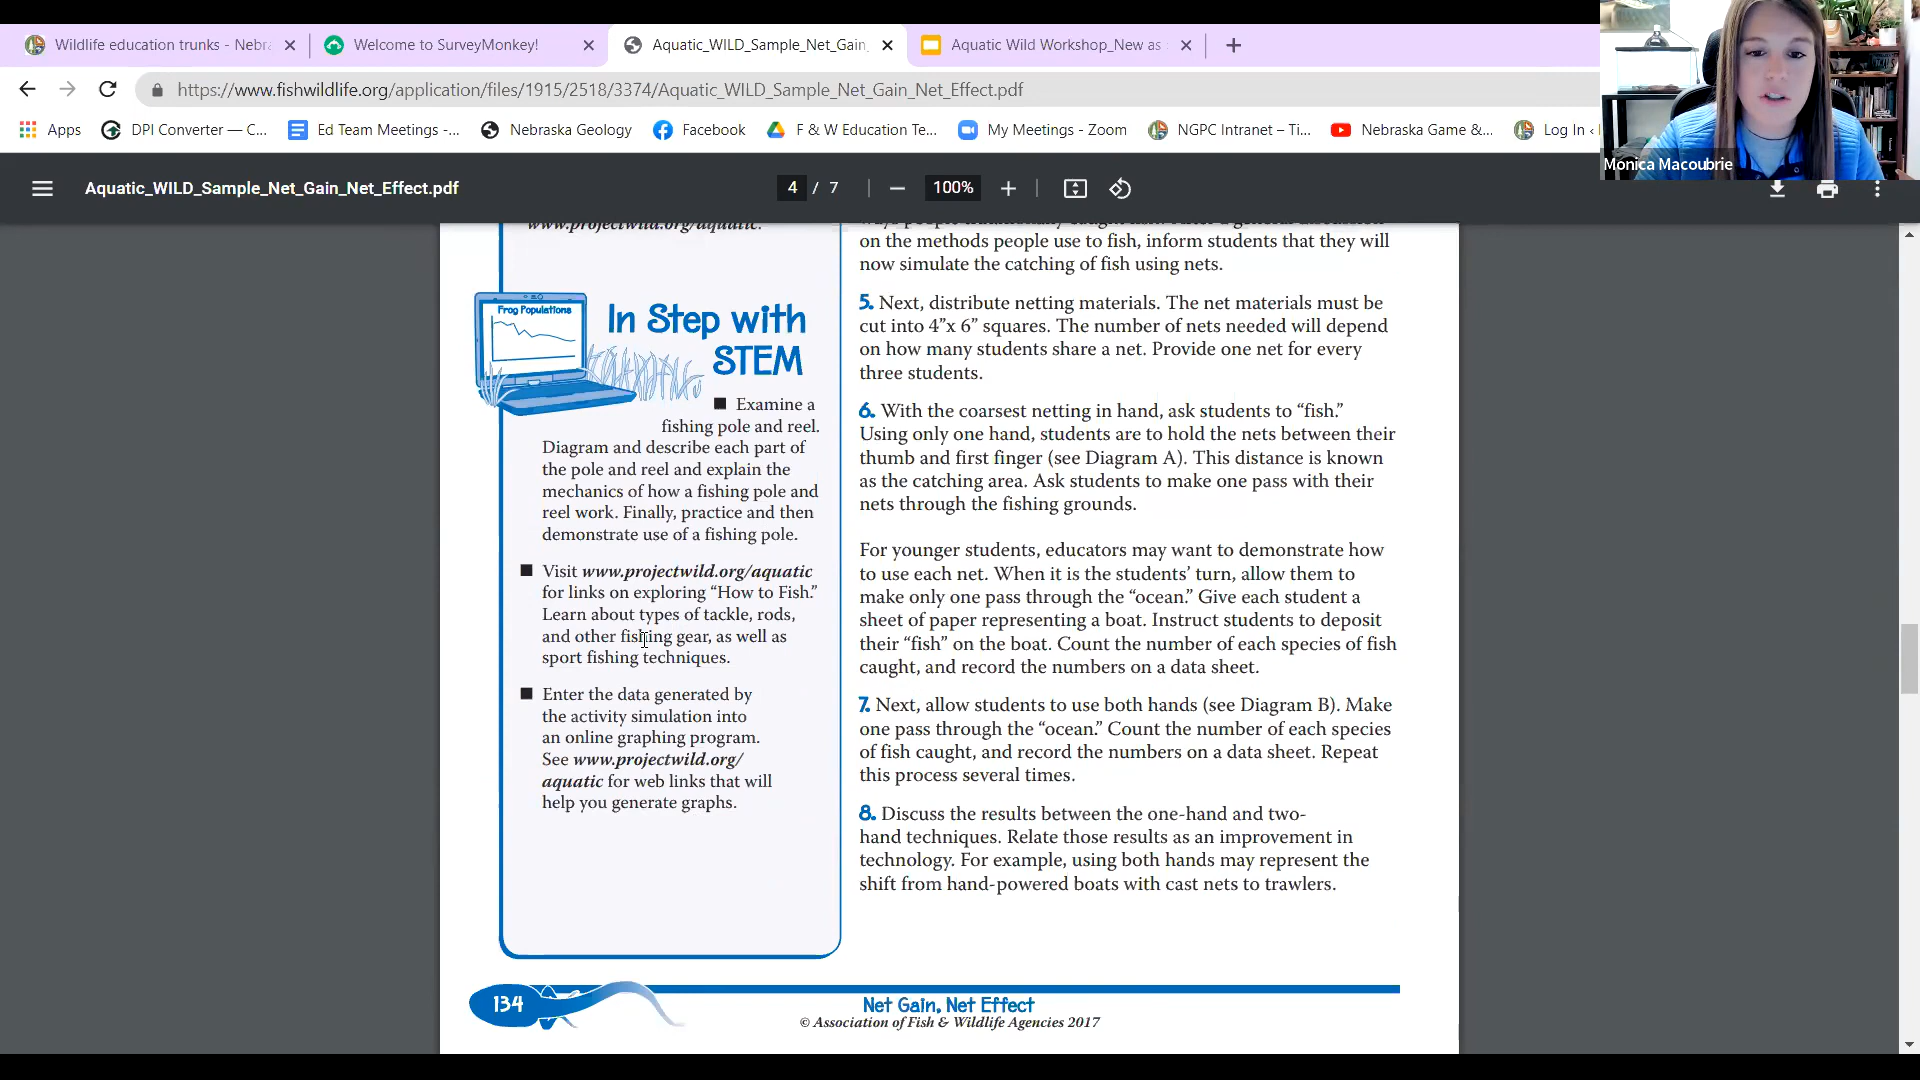 Wildlife education trunks - Nebra
Welcome to SurveyMonkey!
Aquatic_WILD_Sample_Net_Gain_
Aquatic Wild Workshop_New as
https://www.fishwildlife.org/application/files/1915/2518/3374/Aquatic_WILD_Sample_Net_Gain_Net_Effect.pdf
Apps
DPI Converter — C...
Ed Team Meetings -...
Nebraska Geology
Facebook
F & W Education Te...
My Meetings - Zoom
NGPC Intranet – Ti...
Nebraska Game &...
Log In ‹
Monica Macoubrie
Aquatic_WILD_Sample_Net_Gain_Net_Effect.pdf
4 / 7
100%
www.projectwild.org/aquatic.
Frog Populations
In Step with
STEM
■ Examine a
fishing pole and reel.
Diagram and describe each part of
the pole and reel and explain the
mechanics of how a fishing pole and
reel work. Finally, practice and then
demonstrate use of a fishing pole.
■ Visit www.projectwild.org/aquatic
for links on exploring “How to Fish.”
Learn about types of tackle, rods,
and other fishing gear, as well as
sport fishing techniques.
■ Enter the data generated by
the activity simulation into
an online graphing program.
See www.projectwild.org/
aquatic for web links that will
help you generate graphs.
on the methods people use to fish, inform students that they will
now simulate the catching of fish using nets.
5. Next, distribute netting materials. The net materials must be
cut into 4”x 6” squares. The number of nets needed will depend
on how many students share a net. Provide one net for every
three students.
6. With the coarsest netting in hand, ask students to “fish.”
Using only one hand, students are to hold the nets between their
thumb and first finger (see Diagram A). This distance is known
as the catching area. Ask students to make one pass with their
nets through the fishing grounds.
For younger students, educators may want to demonstrate how
to use each net. When it is the students’ turn, allow them to
make only one pass through the “ocean.” Give each student a
sheet of paper representing a boat. Instruct students to deposit
their “fish” on the boat. Count the number of each species of fish
caught, and record the numbers on a data sheet.
7. Next, allow students to use both hands (see Diagram B). Make
one pass through the “ocean.” Count the number of each species
of fish caught, and record the numbers on a data sheet. Repeat
this process several times.
8. Discuss the results between the one-hand and two-
hand techniques. Relate those results as an improvement in
technology. For example, using both hands may represent the
shift from hand-powered boats with cast nets to trawlers.
134
Net Gain, Net Effect
© Association of Fish & Wildlife Agencies 2017